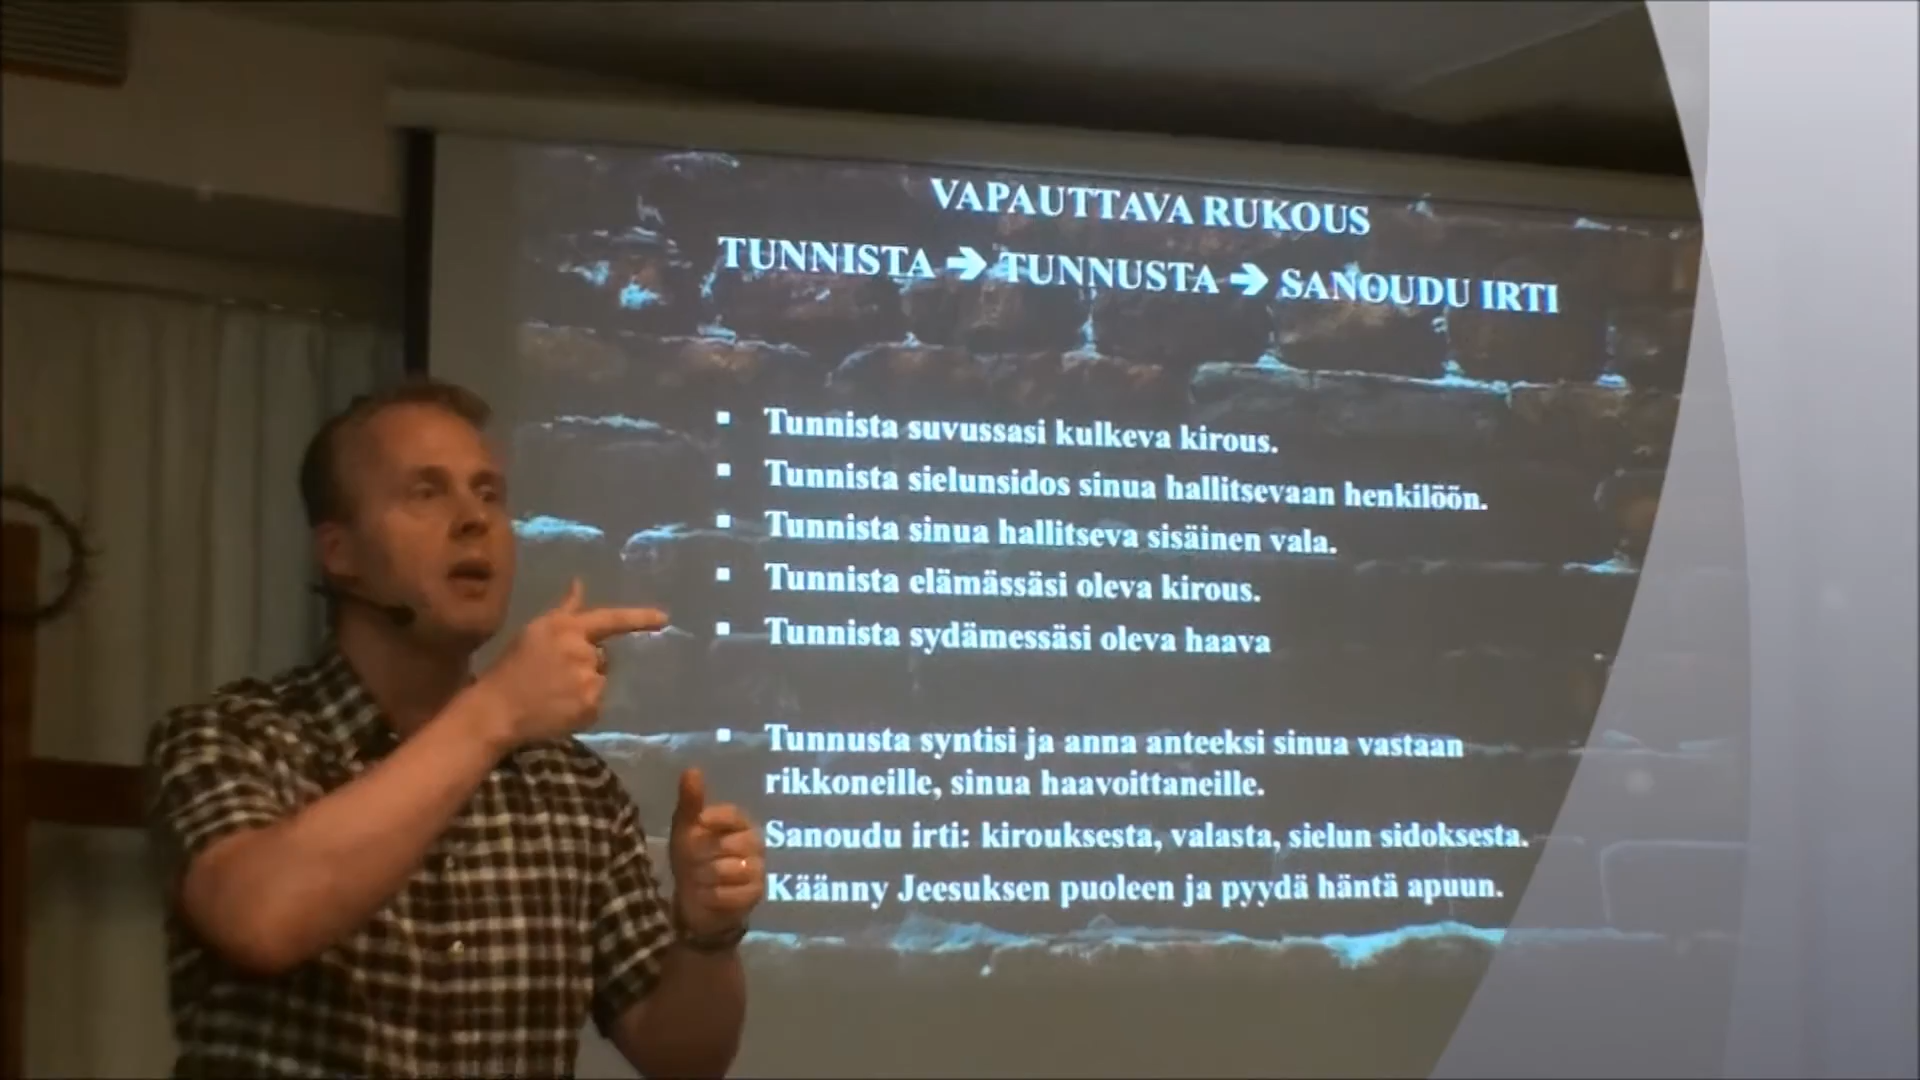 VAPAUTTAVA RUKOUS
TUNNISTA ➔ TUNNUSTA ➔ SANOUDU IRTI
▪ Tunnista suvussasi kulkeva kirous.
▪ Tunnista sielunsidos sinua hallitsevaan henkilöön.
▪ Tunnista sinua hallitseva sisäinen vala.
▪ Tunnista elämässäsi oleva kirous.
▪ Tunnista sydämessäsi oleva haava
▪ Tunnusta syntisi ja anna anteeksi sinua vastaan
rikkoneille, sinua haavoittaneille.
Sanoudu irti: kirouksesta, valasta, sielun sidoksesta.
Käänny Jeesuksen puoleen ja pyydä häntä apuun.